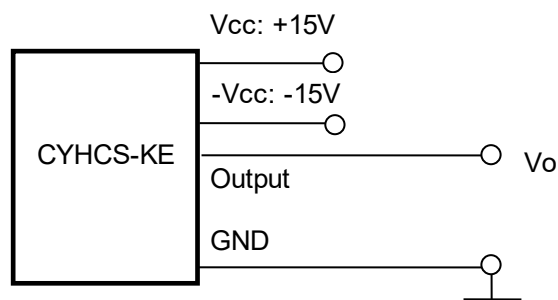 Vcc: +15V
-Vcc: -15V
CYHCS-KE
Vo
Output
GND